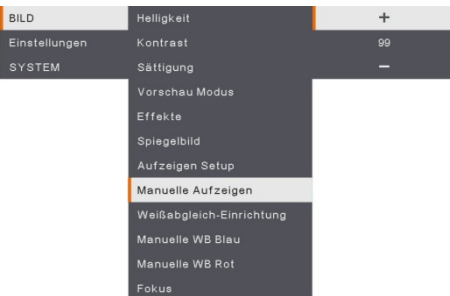 BILD
Einstellungen
SYSTEM
Helligkeit
Kontrast
Sättigung
Vorschau Modus
Effekte
Spiegelbild
Aufzeigen Setup
Manuelle Aufzeigen
Weißabgleich-Einrichtung
Manuelle WB Blau
Manuelle WB Rot
Fokus
+
99
−